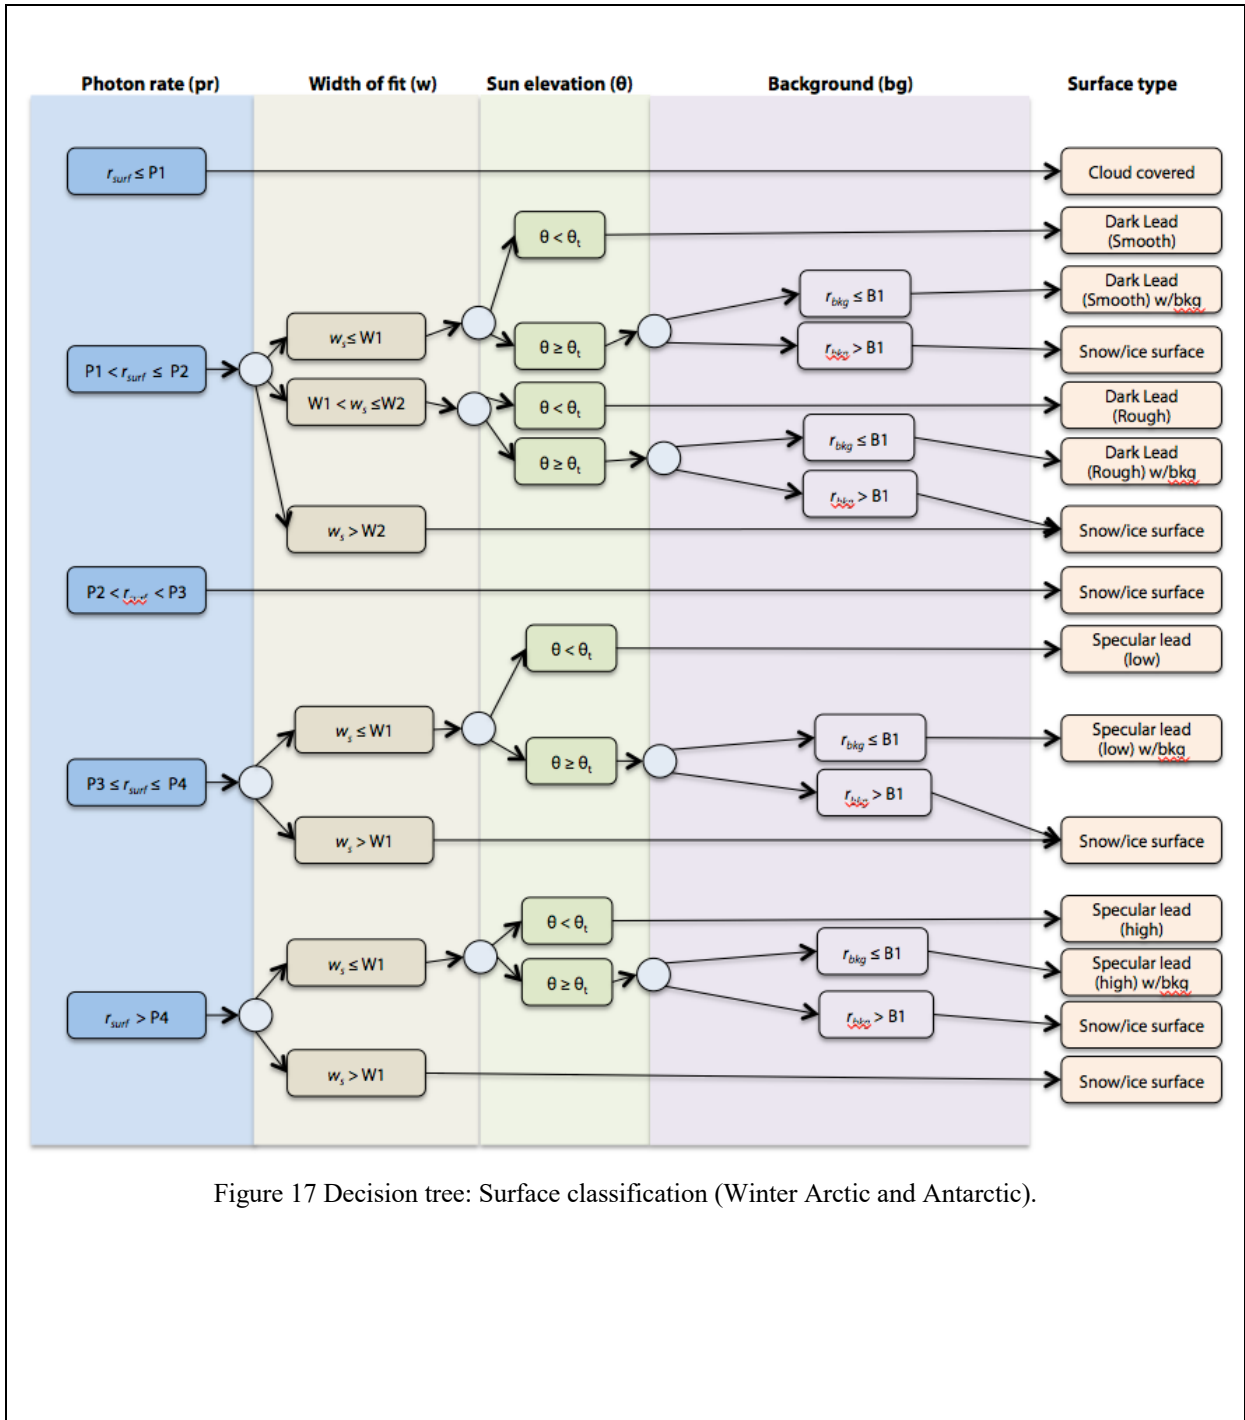 Photon rate (pr) Width of fit (w) Sun elevation (θ) Background (bg) Surface type
r_surf ≤ P1
Cloud covered
θ < θ_t
Dark Lead
(Smooth)
P1 < r_surf ≤ P2
w_s ≤ W1
θ ≥ θ_t
r_bkg ≤ B1
Dark Lead
(Smooth) w/bkg
r_bkg > B1
Snow/ice surface
W1 < w_s ≤W2
θ < θ_t
Dark Lead
(Rough)
θ ≥ θ_t
r_bkg ≤ B1
Dark Lead
(Rough) w/bkg
r_bkg > B1
w_s > W2
Snow/ice surface
P2 < r_surf < P3
Snow/ice surface
θ < θ_t
Specular lead
(low)
P3 ≤ r_surf ≤ P4
w_s ≤ W1
θ ≥ θ_t
r_bkg ≤ B1
Specular lead
(low) w/bkg
r_bkg > B1
w_s > W1
Snow/ice surface
θ < θ_t
Specular lead
(high)
r_surf > P4
w_s ≤ W1
θ ≥ θ_t
r_bkg ≤ B1
Specular lead
(high) w/bkg
r_bkg > B1
Snow/ice surface
w_s > W1
Snow/ice surface
Figure 17 Decision tree: Surface classification (Winter Arctic and Antarctic).